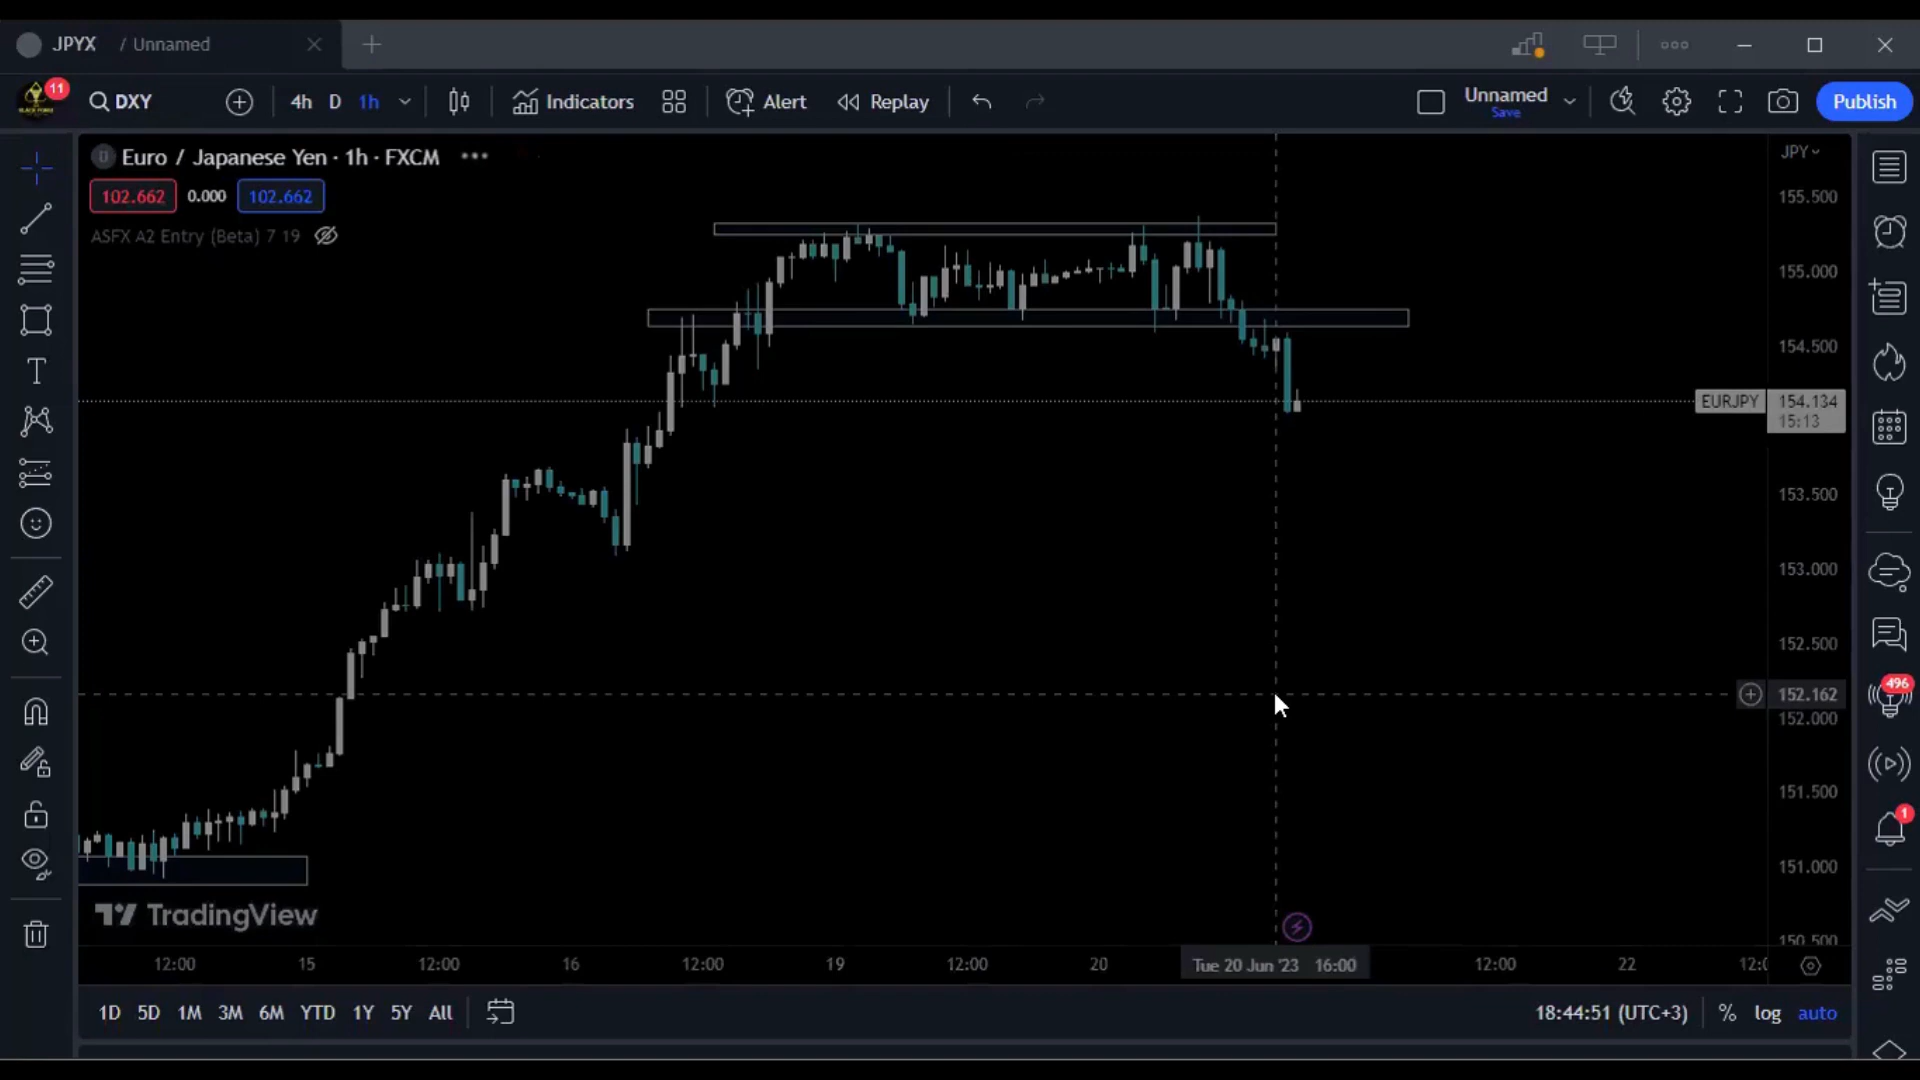 JPYX / Unnamed
11
DXY
4h D 1h
Indicators
Alert
Replay
Unnamed
Save
Publish
Euro / Japanese Yen · 1h · FXCM
JPY
102.662 0.000 102.662
ASFX A2 Entry (Beta) 7 19
155.500
155.000
154.500
EURJPY 154.134
15:13
153.500
153.000
152.500
152.162
152.000
151.500
151.000
150.500
496
1
TradingView
12:00 15 12:00 16 12:00 19 12:00 20 Tue 20 Jun '23 16:00 12:00 22
1D 5D 1M 3M 6M YTD 1Y 5Y All
18:44:51 (UTC+3) % log auto